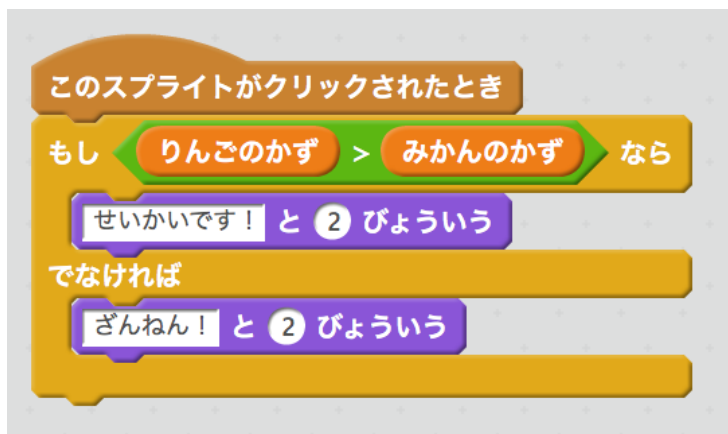 このスプライトがクリックされたとき
もし りんごのかず > みかんのかず なら
せいかいです！ と 2 びょういう
でなければ
ざんねん！ と 2 びょういう